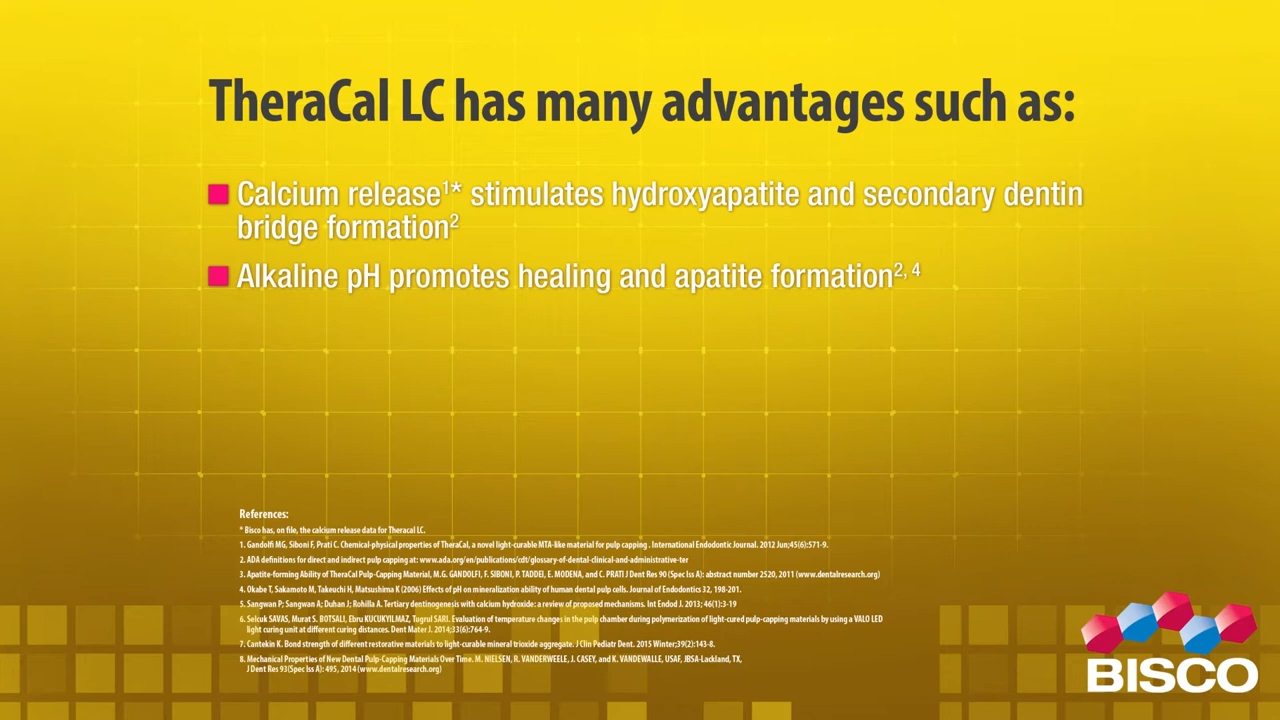 TheraCal LC has many advantages such as:
Calcium release1* stimulates hydroxyapatite and secondary dentin
bridge formation2
Alkaline pH promotes healing and apatite formation2, 4
References:
* Bisco has, on file, the calcium release data for Theracal LC.
1. Gandolfi MG, Siboni F, Prati C. Chemical-physical properties of TheraCal, a novel light-curable MTA-like material for pulp capping . International Endodontic Journal. 2012 Jun;45(6):571-9.
2. ADA definitions for direct and indirect pulp capping at: www.ada.org/en/publications/cdt/glossary-of-dental-clinical-and-administrative-ter
3. Apatite-forming Ability of TheraCal Pulp-Capping Material, M.G. GANDOLFI, F. SIBONI, P. TADDEI, E. MODENA, and C. PRATI J Dent Res 90 (Spec Iss A): abstract number 2520, 2011 (www.dentalresearch.org)
4. Okabe T, Sakamoto M, Takeuchi H, Matsushima K (2006) Effects of pH on mineralization ability of human dental pulp cells. Journal of Endodontics 32, 198-201.
5. Sangwan P; Sangwan A; Duhan J; Rohilla A. Tertiary dentinogenesis with calcium hydroxide: a review of proposed mechanisms. Int Endod J. 2013; 46(1):3-19
6. Selcuk SAVAS, Murat S. BOTSALI, Ebru KUCUKYILMAZ, Tugrul SARI. Evaluation of temperature changes in the pulp chamber during polymerization of light-cured pulp-capping materials by using a VALO LED
light curing unit at different curing distances. Dent Mater J. 2014;33(6):764-9.
7. Cantekin K. Bond strength of different restorative materials to light-curable mineral trioxide aggregate. J Clin Pediatr Dent. 2015 Winter;39(2):143-8.
8. Mechanical Properties of New Dental Pulp-Capping Materials Over Time. M. NIELSEN, R. VANDERWEELE, J. CASEY, and K. VANDEWALLE, USAF, JBSA-Lackland, TX,
J Dent Res 93(Spec Iss A): 495, 2014 (www.dentalresearch.org)
BISCO